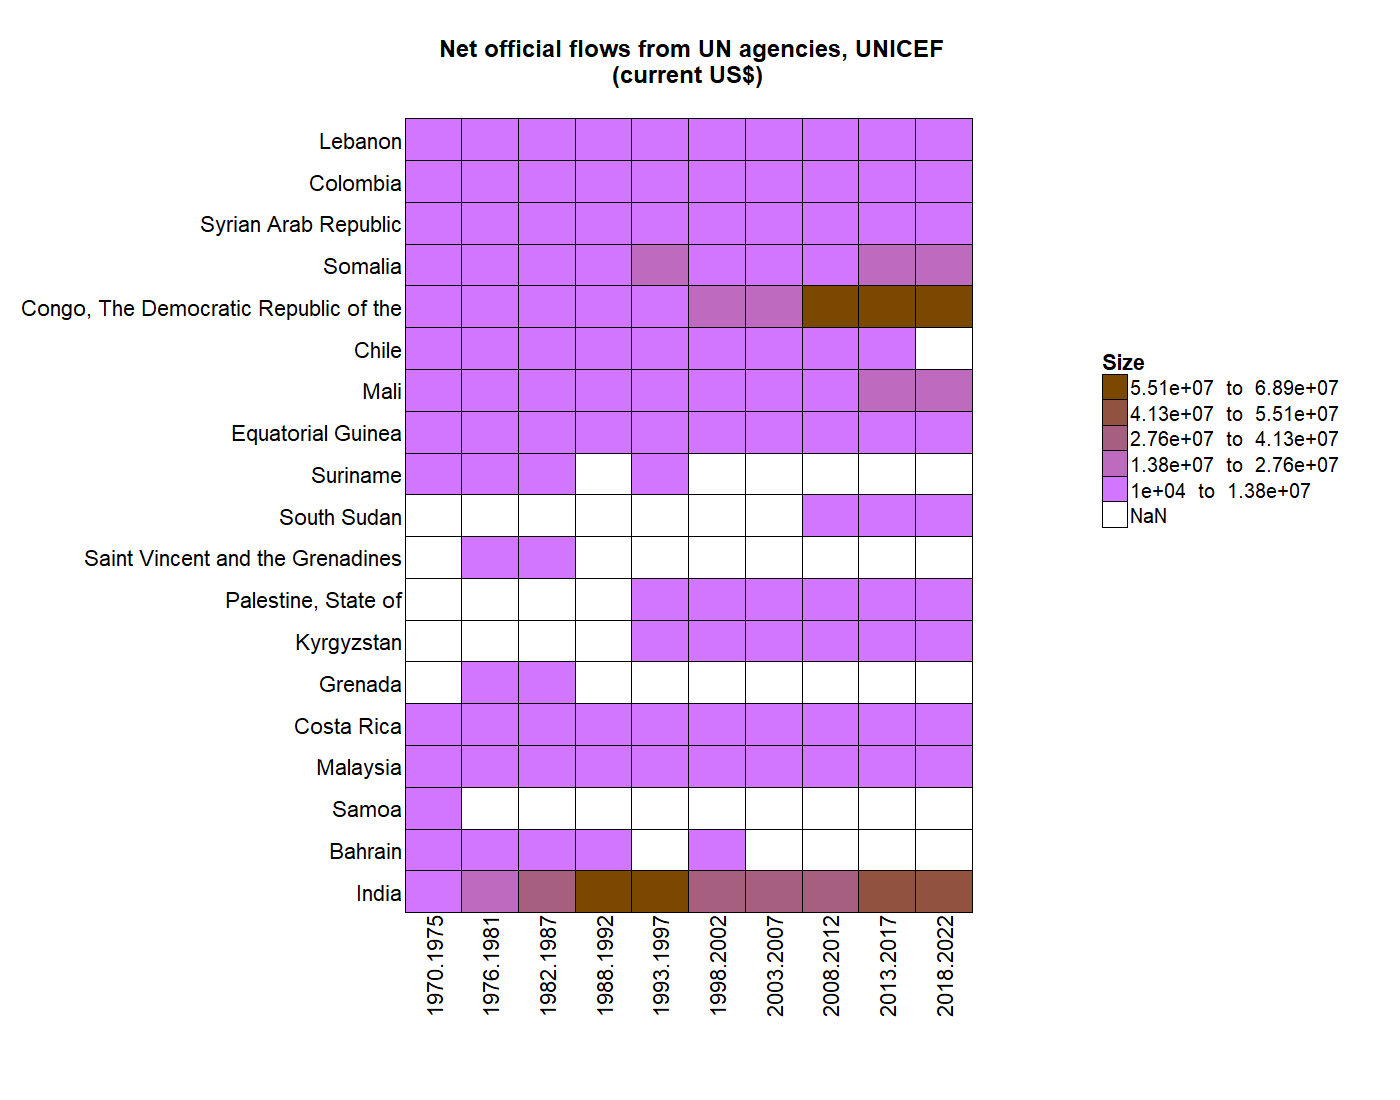 Net official flows from UN agencies, UNICEF
(current US$)
Lebanon
Colombia
Syrian Arab Republic
Somalia
Congo, The Democratic Republic of the
Chile
Mali
Equatorial Guinea
Suriname
South Sudan
Saint Vincent and the Grenadines
Palestine, State of
Kyrgyzstan
Grenada
Costa Rica
Malaysia
Samoa
Bahrain
India
1970.1975
1976.1981
1982.1987
1988.1992
1993.1997
1998.2002
2003.2007
2008.2012
2013.2017
2018.2022
Size
5.51e+07 to 6.89e+07
4.13e+07 to 5.51e+07
2.76e+07 to 4.13e+07
1.38e+07 to 2.76e+07
1e+04 to 1.38e+07
NaN